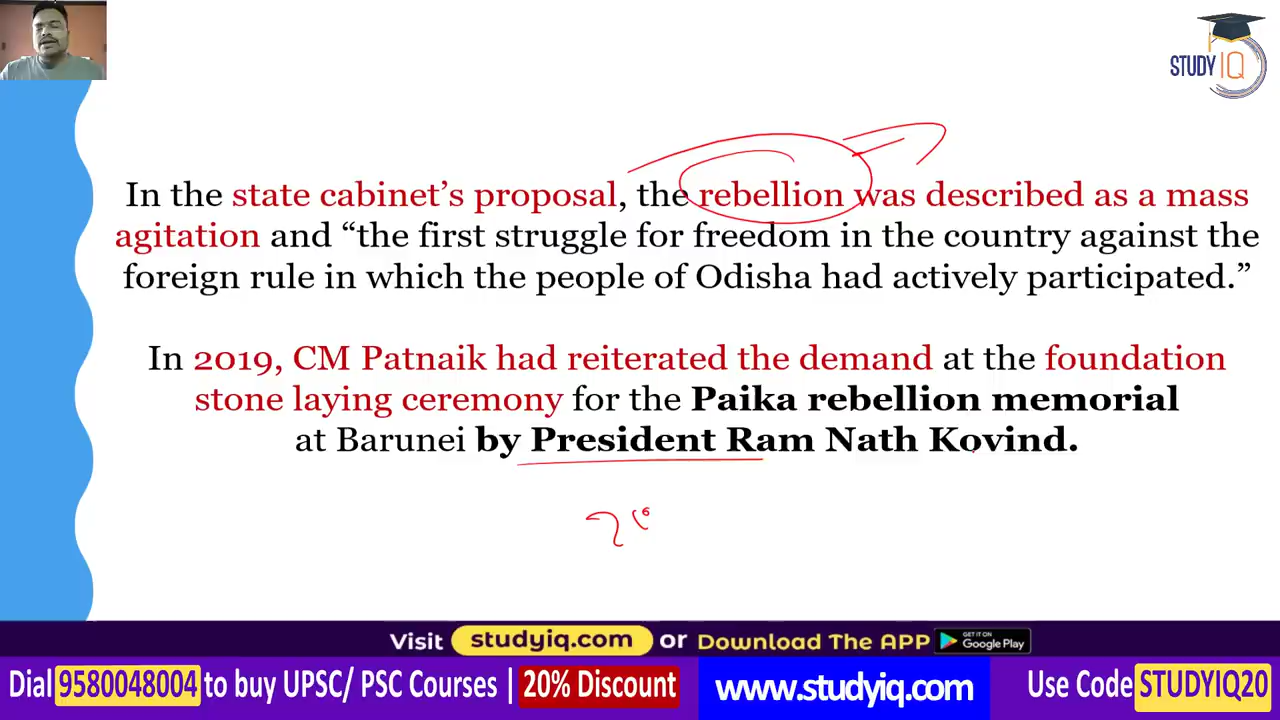 STUDY IQ
In the state cabinet's proposal, the rebellion was described as a mass
agitation and “the first struggle for freedom in the country against the
foreign rule in which the people of Odisha had actively participated.”
In 2019, CM Patnaik had reiterated the demand at the foundation
stone laying ceremony for the Paika rebellion memorial
at Barunei by President Ram Nath Kovind.
Visit studyiq.com or Download The APP GET IT ON Google Play
Dial 9580048004 to buy UPSC/ PSC Courses | 20% Discount www.studyiq.com Use Code STUDYIQ20